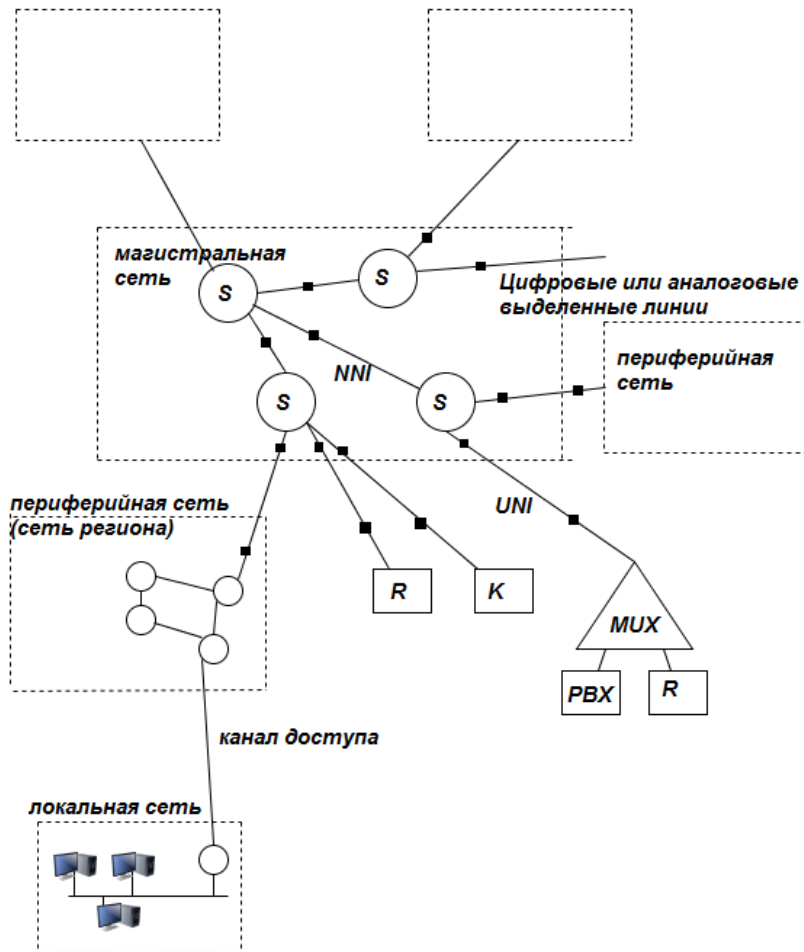 магистральная
сеть
S
S
Цифровые или аналоговые
выделенные линии
NNI
периферийная
сеть
S
S
периферийная сеть
(сеть региона)
UNI
R
K
MUX
PBX
R
канал доступа
локальная сеть